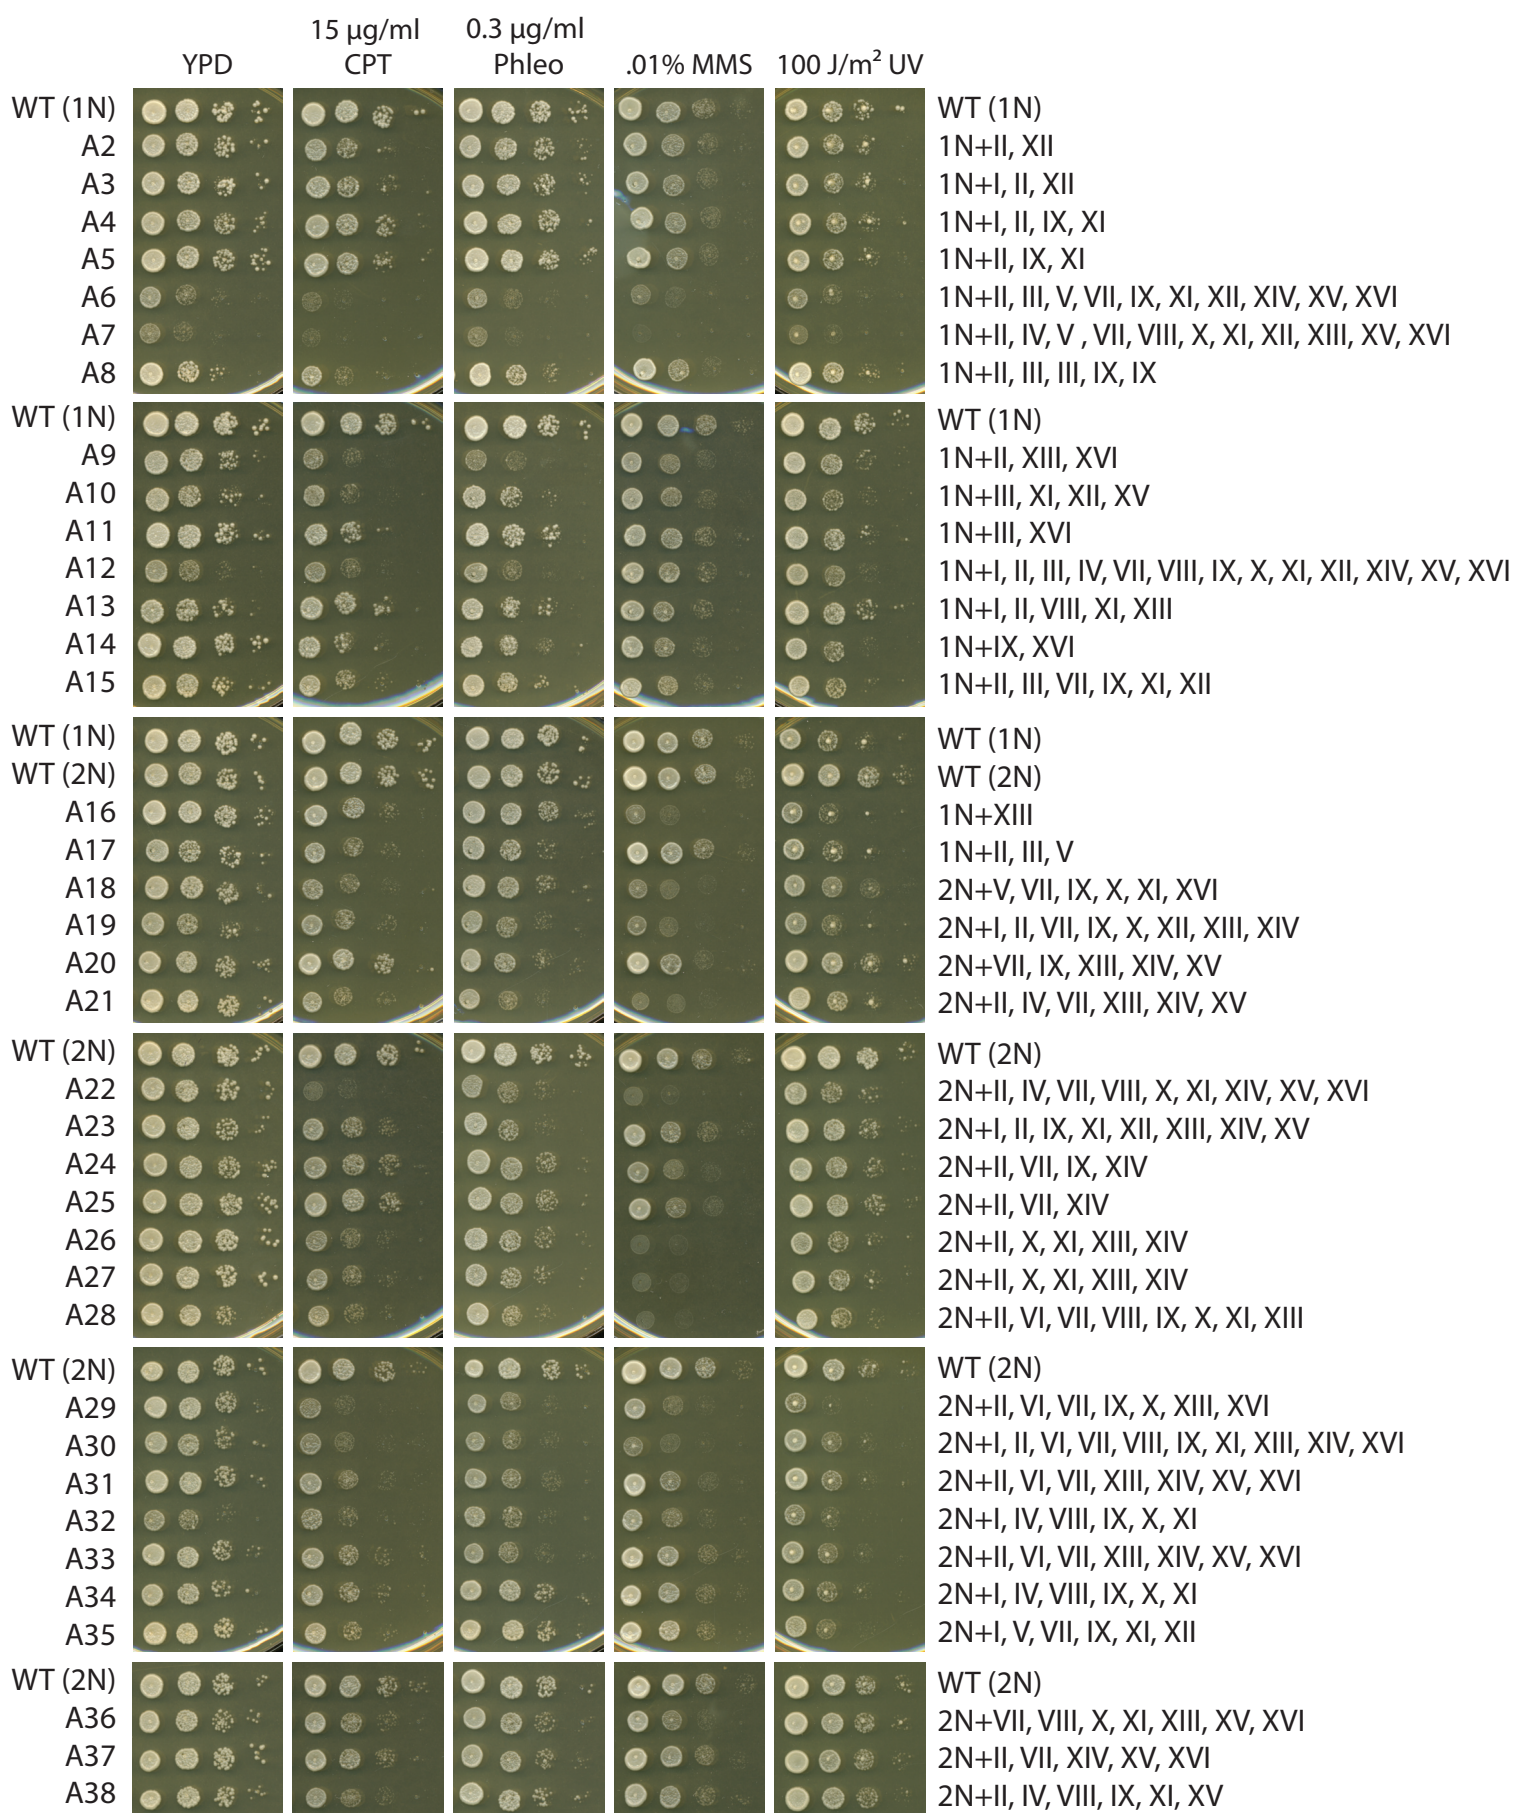 15 µg/ml 0.3 µg/ml
YPD CPT Phleo .01% MMS 100 J/m² UV
WT (1N) WT (1N)
A2 1N+II, XII
A3 1N+I, II, XII
A4 1N+I, II, IX, XI
A5 1N+II, IX, XI
A6 1N+II, III, V, VII, IX, XI, XII, XIV, XV, XVI
A7 1N+II, IV, V , VII, VIII, X, XI, XII, XIII, XV, XVI
A8 1N+II, III, III, IX, IX
WT (1N) WT (1N)
A9 1N+II, XIII, XVI
A10 1N+III, XI, XII, XV
A11 1N+III, XVI
A12 1N+I, II, III, IV, VII, VIII, IX, X, XI, XII, XIV, XV, XVI
A13 1N+I, II, VIII, XI, XIII
A14 1N+IX, XVI
A15 1N+II, III, VII, IX, XI, XII
WT (1N) WT (1N)
WT (2N) WT (2N)
A16 1N+XIII
A17 1N+II, III, V
A18 2N+V, VII, IX, X, XI, XVI
A19 2N+I, II, VII, IX, X, XII, XIII, XIV
A20 2N+VII, IX, XIII, XIV, XV
A21 2N+II, IV, VII, XIII, XIV, XV
WT (2N) WT (2N)
A22 2N+II, IV, VII, VIII, X, XI, XIV, XV, XVI
A23 2N+I, II, IX, XI, XII, XIII, XIV, XV
A24 2N+II, VII, IX, XIV
A25 2N+II, VII, XIV
A26 2N+II, X, XI, XIII, XIV
A27 2N+II, X, XI, XIII, XIV
A28 2N+II, VI, VII, VIII, IX, X, XI, XIII
WT (2N) WT (2N)
A29 2N+II, VI, VII, IX, X, XIII, XVI
A30 2N+I, II, VI, VII, VIII, IX, XI, XIII, XIV, XVI
A31 2N+II, VI, VII, XIII, XIV, XV, XVI
A32 2N+I, IV, VIII, IX, X, XI
A33 2N+II, VI, VII, XIII, XIV, XV, XVI
A34 2N+I, IV, VIII, IX, X, XI
A35 2N+I, V, VII, IX, XI, XII
WT (2N) WT (2N)
A36 2N+VII, VIII, X, XI, XIII, XV, XVI
A37 2N+II, VII, XIV, XV, XVI
A38 2N+II, IV, VIII, IX, XI, XV